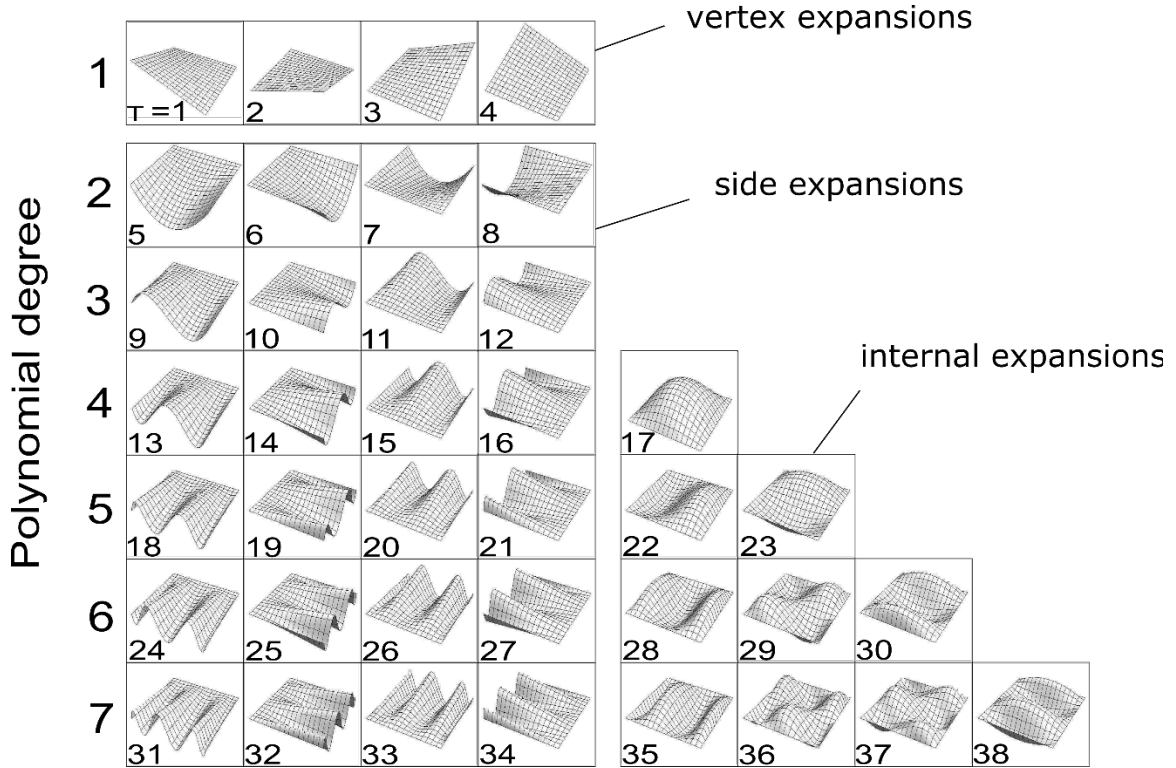 vertex expansions
1
T =1 2 3 4
side expansions
2
5 6 7 8
Polynomial degree
3
9 10 11 12
internal expansions
4
13 14 15 16 17
5
18 19 20 21 22 23
6
24 25 26 27 28 29 30
7
31 32 33 34 35 36 37 38